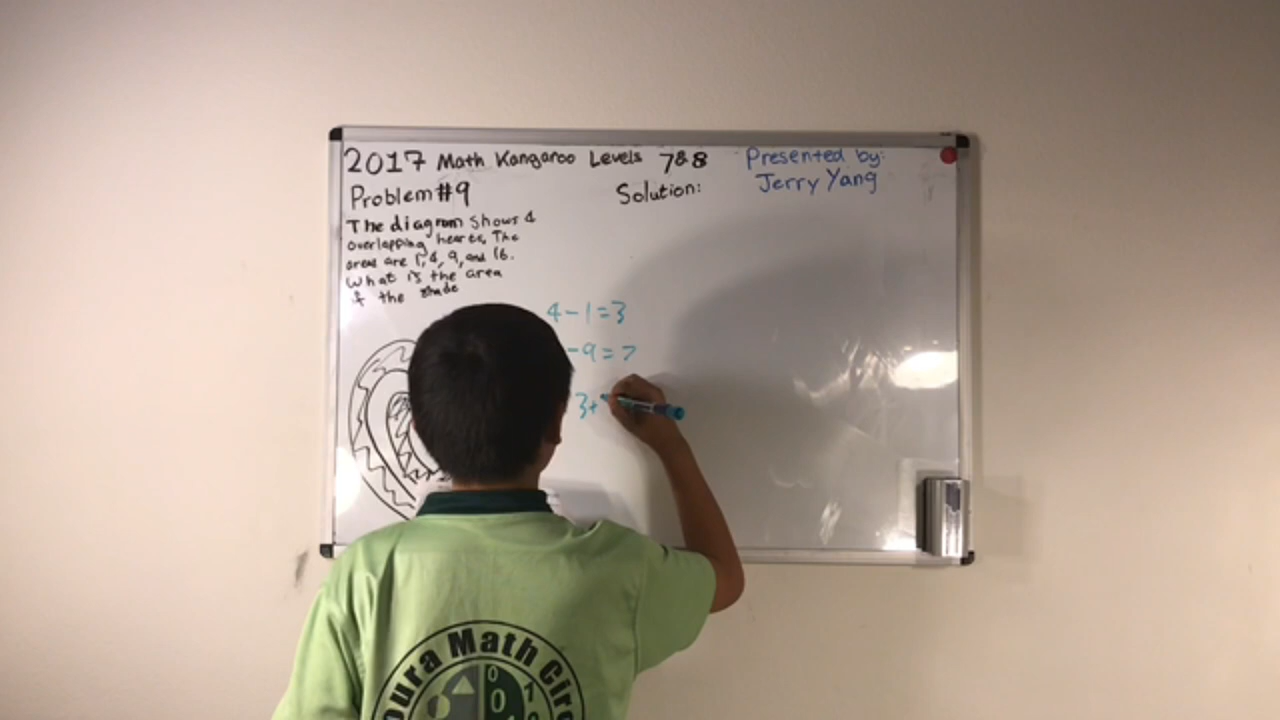 2017 Math Kangaroo Levels 7&8
Presented by:
Jerry Yang
Problem #9
Solution:
The diagram shows 4
overlapping hearts. The
areas are 1, 4, 9, and 16.
What is the area
of the shade
4-1=3
-9=7
3+
oura Math Circ